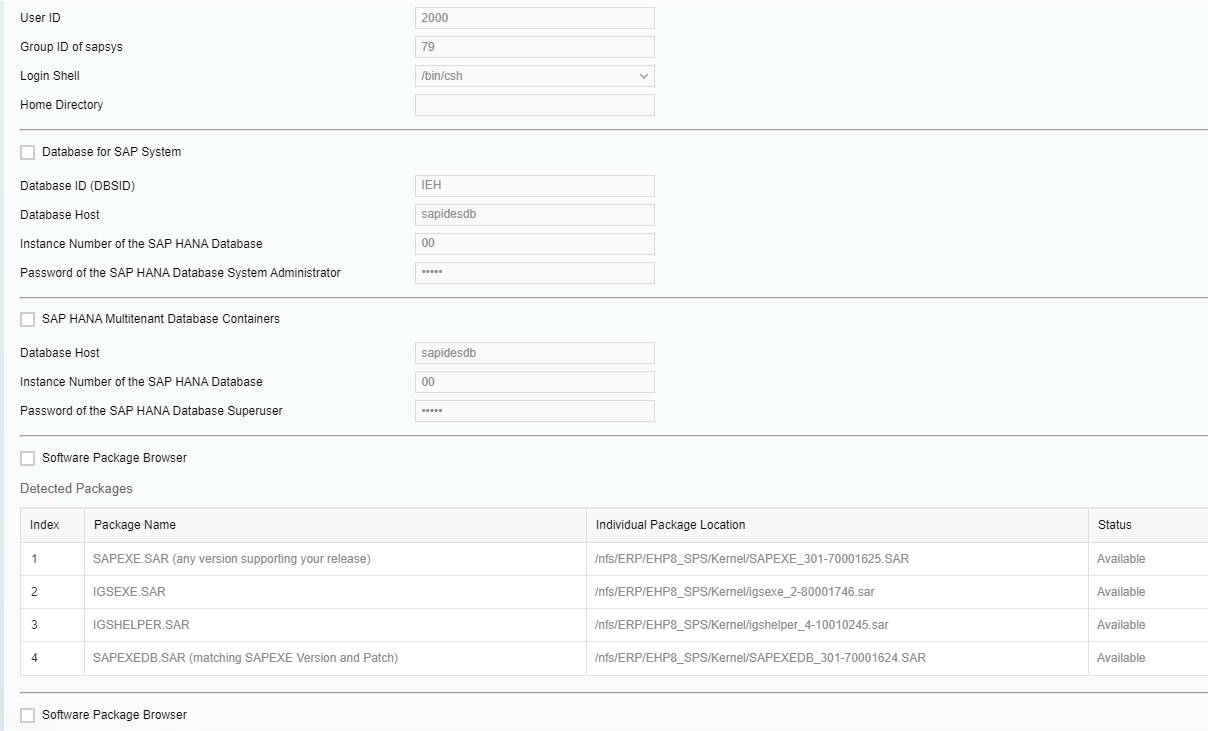 User ID 2000
Group ID of sapsys 79
Login Shell /bin/csh
Home Directory
Database for SAP System
Database ID (DBSID) IEH
Database Host sapidesdb
Instance Number of the SAP HANA Database 00
Password of the SAP HANA Database System Administrator •••••
SAP HANA Multitenant Database Containers
Database Host sapidesdb
Instance Number of the SAP HANA Database 00
Password of the SAP HANA Database Superuser •••••
Software Package Browser
Detected Packages
Index Package Name Individual Package Location Status
1 SAPEXE.SAR (any version supporting your release) /nfs/ERP/EHP8_SPS/Kernel/SAPEXE_301-70001625.SAR Available
2 IGSEXE.SAR /nfs/ERP/EHP8_SPS/Kernel/igsexe_2-80001746.sar Available
3 IGSHELPER.SAR /nfs/ERP/EHP8_SPS/Kernel/igshelper_4-10010245.sar Available
4 SAPEXEDB.SAR (matching SAPEXE Version and Patch) /nfs/ERP/EHP8_SPS/Kernel/SAPEXEDB_301-70001624.SAR Available
Software Package Browser